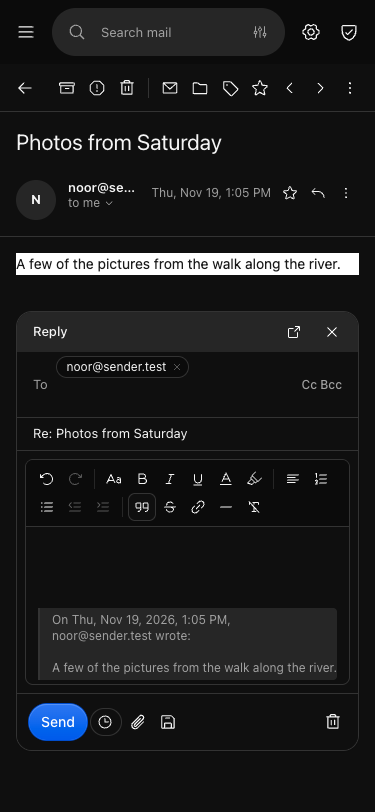 Search mail
Photos from Saturday
N
noor@se...
Thu, Nov 19, 1:05 PM
to me
A few of the pictures from the walk along the river.
Reply
To
noor@sender.test
Cc Bcc
Re: Photos from Saturday
Aa B I U A
On Thu, Nov 19, 2026, 1:05 PM,
noor@sender.test wrote:
A few of the pictures from the walk along the river.
Send